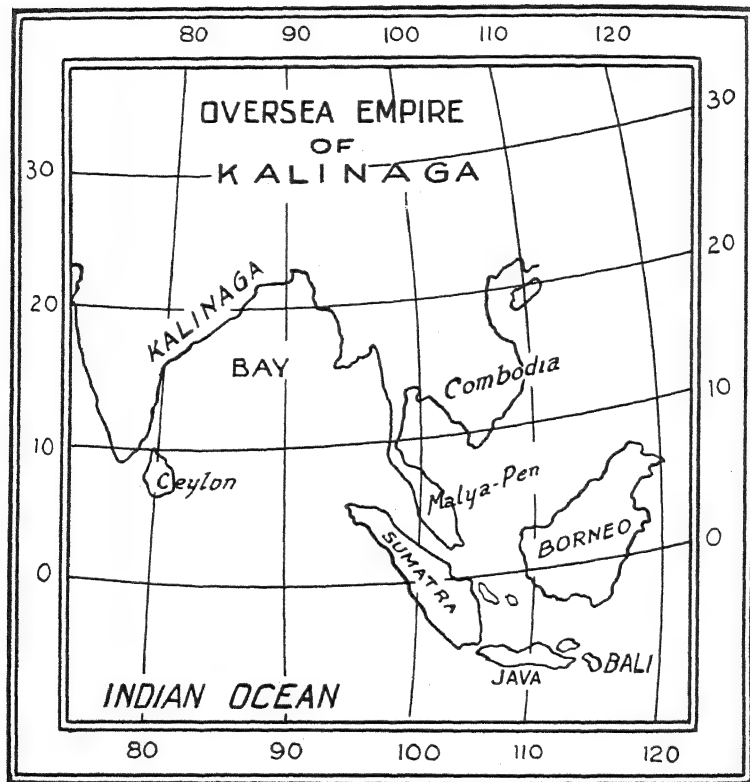 80 90 100 110 120
OVERSEA EMPIRE
OF
KALINAGA
30 30
20 20
KALINAGA
BAY
Combodia
10 10
Ceylon
Malya-Pen
BORNEO
SUMATRA
0 0
JAVA
BALI
INDIAN OCEAN
80 90 100 110 120